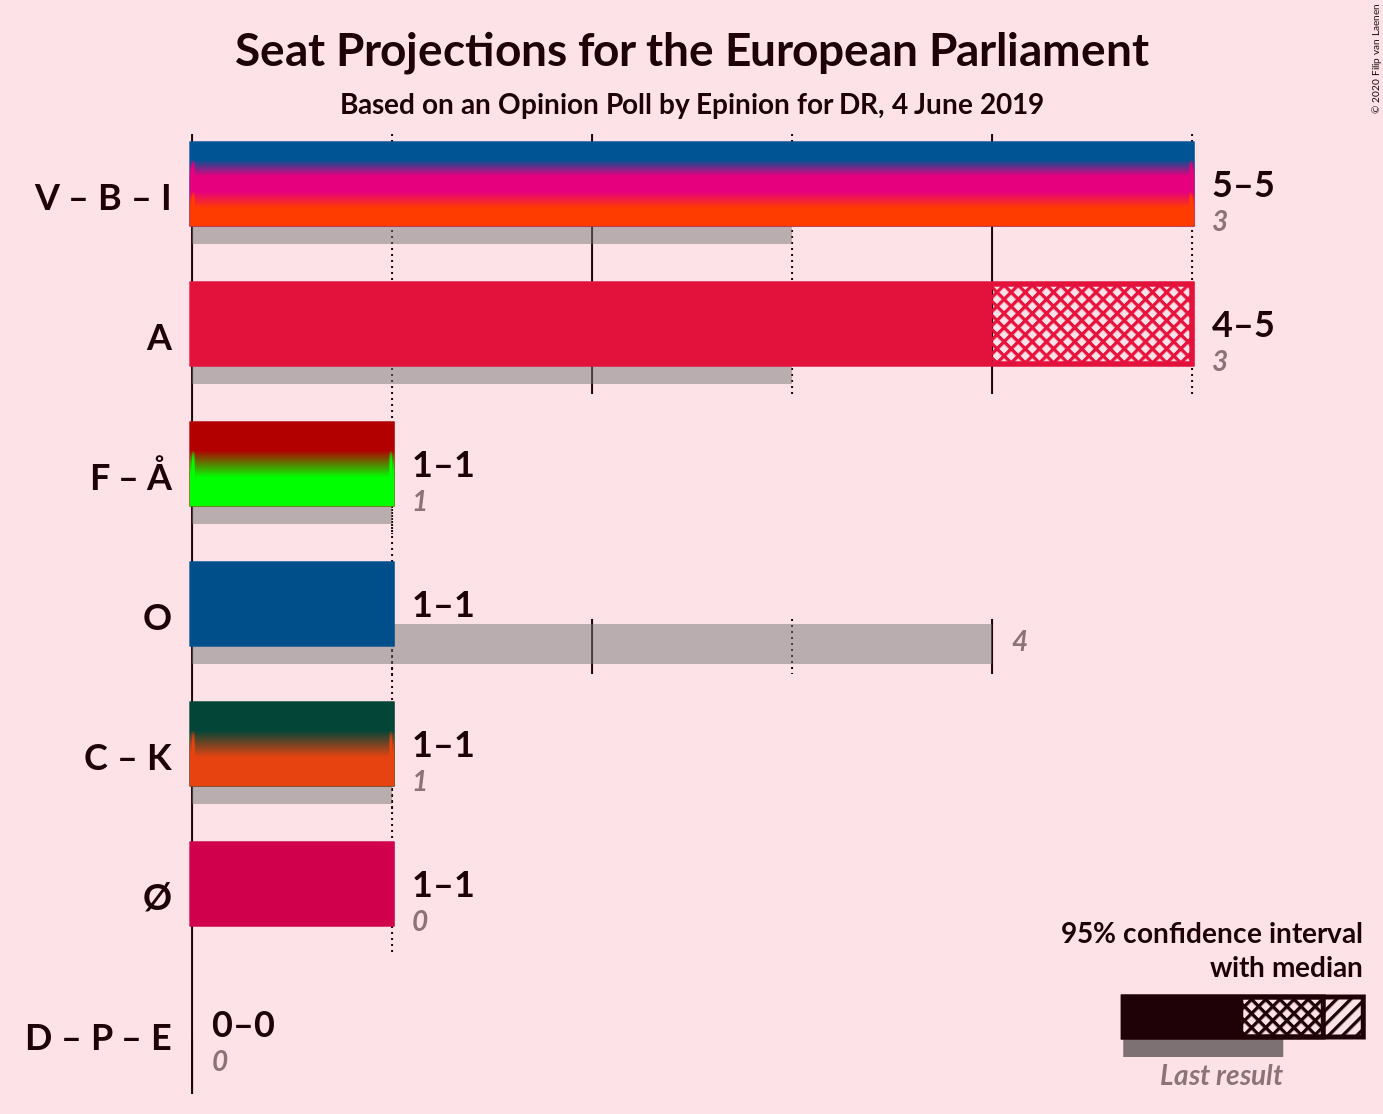 Seat Projections for the European Parliament
Based on an Opinion Poll by Epinion for DR, 4 June 2019
© 2020 Filip van Laenen
V – B – I
5–5
3
A
4–5
3
F – Å
1–1
1
O
1–1
4
C – K
1–1
1
Ø
1–1
0
D – P – E
0–0
0
95% confidence interval
with median
Last result